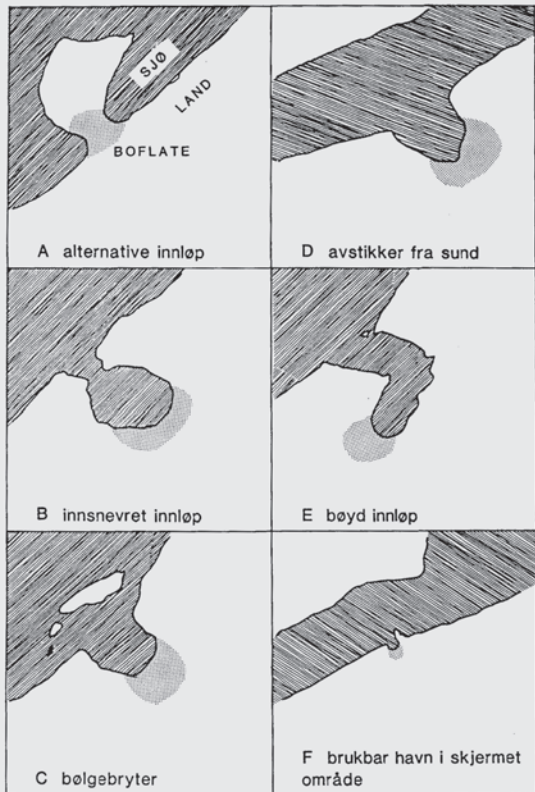 SJØ
LAND
BOFLATE
A alternative innløp
D avstikker fra sund
B innsnevret innløp
E bøyd innløp
C bølgebryter
F brukbar havn i skjermet
område